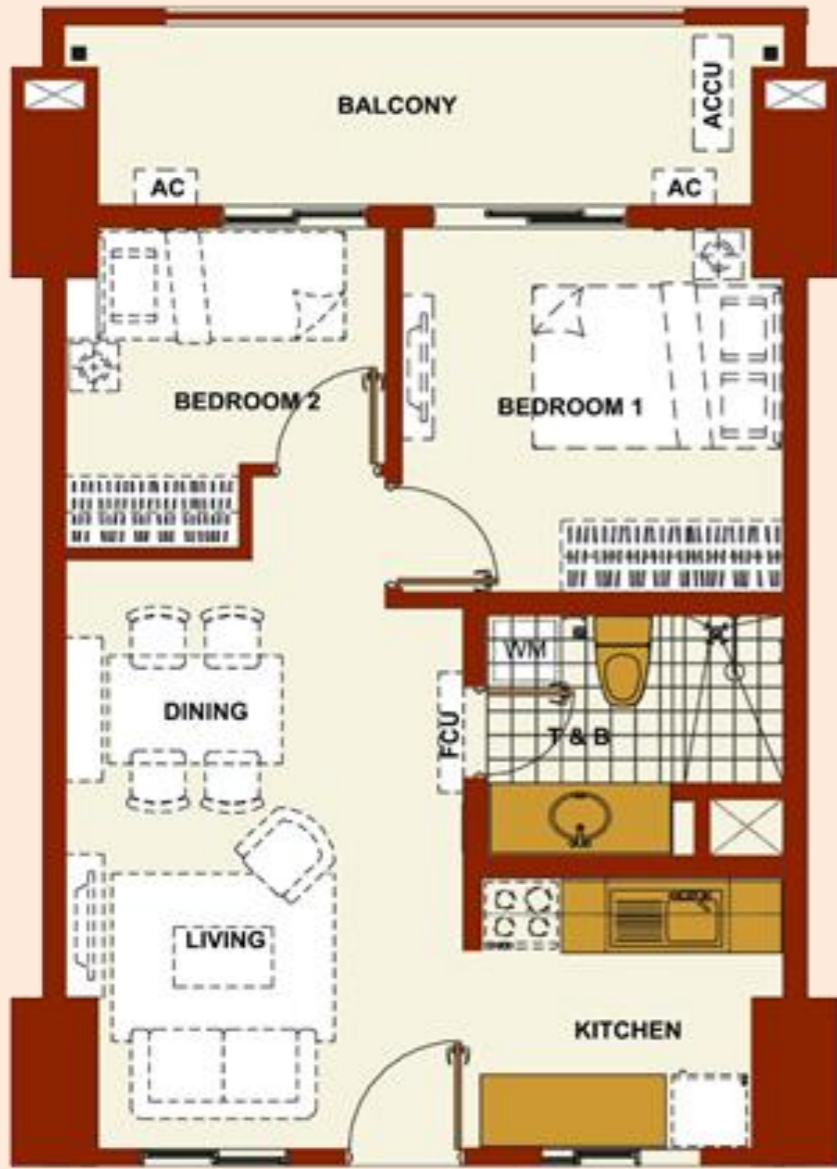 BALCONY
ACCU
AC
AC
BEDROOM 2
BEDROOM 1
WM
DINING
FCU
T & B
LIVING
KITCHEN